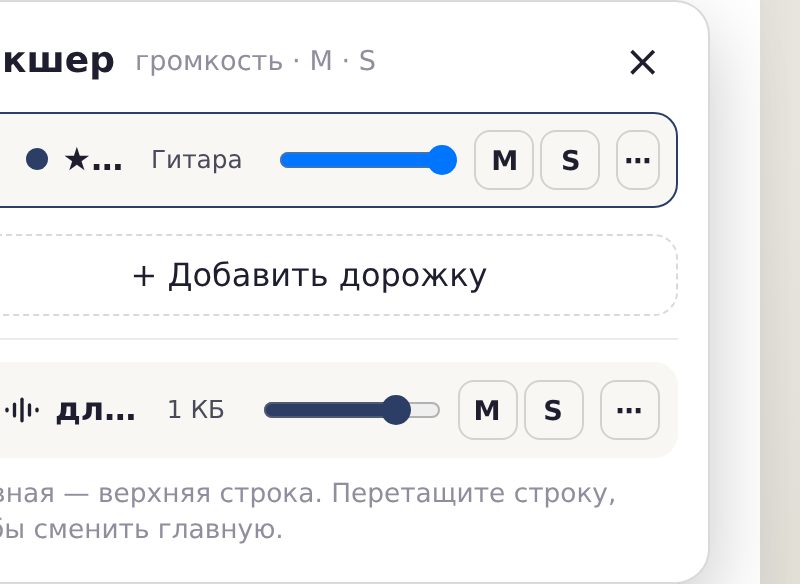 кшер громкость · M · S ×
★... Гитара M S ...
+ Добавить дорожку
дл... 1 КБ M S ...
вная — верхняя строка. Перетащите строку,
бы сменить главную.